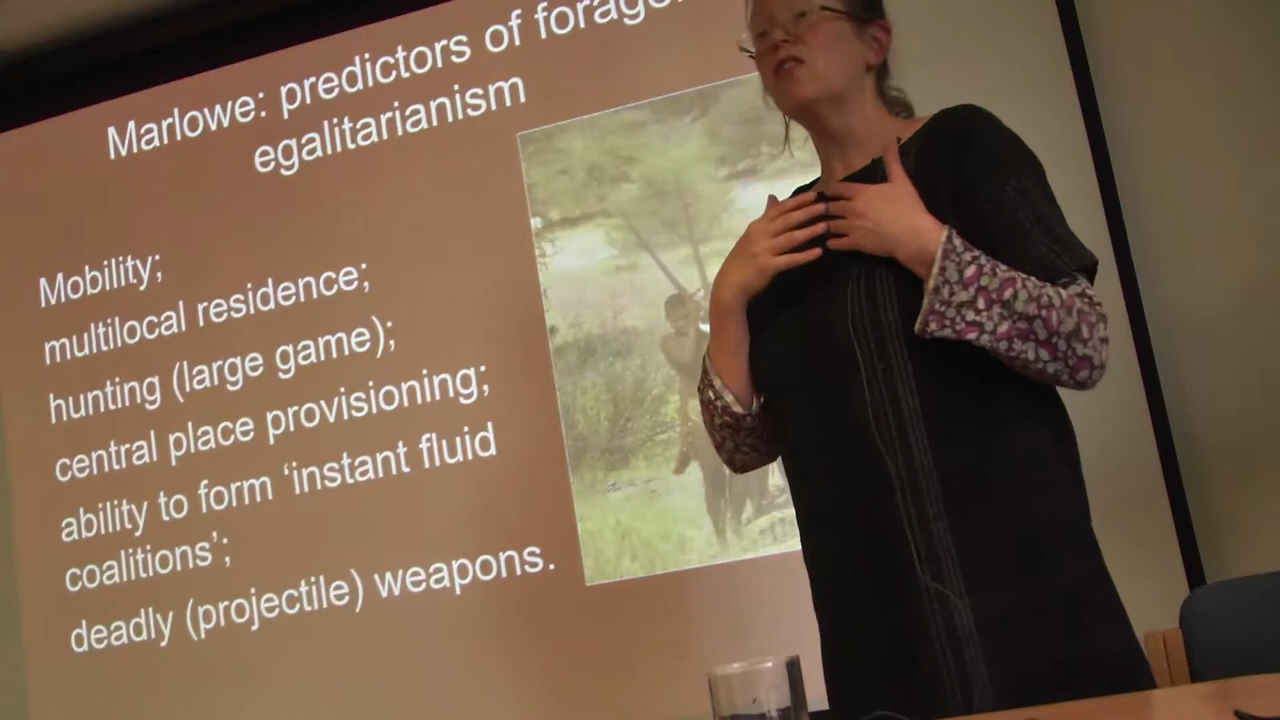 Marlowe: predictors of forager
egalitarianism
Mobility;
multilocal residence;
hunting (large game);
central place provisioning;
ability to form ‘instant fluid
coalitions’;
deadly (projectile) weapons.